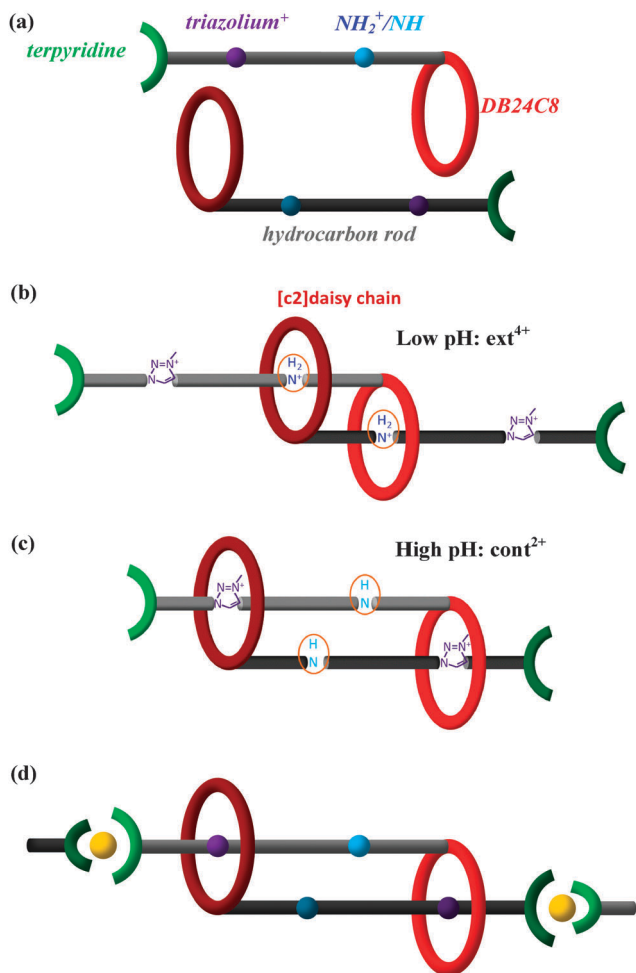 (a)
triazolium+
NH2+/NH
terpyridine
DB24C8
hydrocarbon rod
(b)
[c2]daisy chain
Low pH: ext4+
N=N+
N
H2
N+
H2
N+
N=N+
N
(c)
High pH: cont2+
N=N+
N
H
N
H
N
N=N+
N
(d)